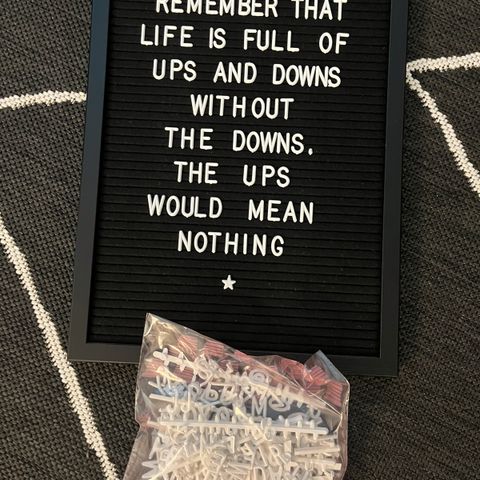 REMEMBER THAT
LIFE IS FULL OF
UPS AND DOWNS
WITHOUT
THE DOWNS.
THE UPS
WOULD MEAN
NOTHING